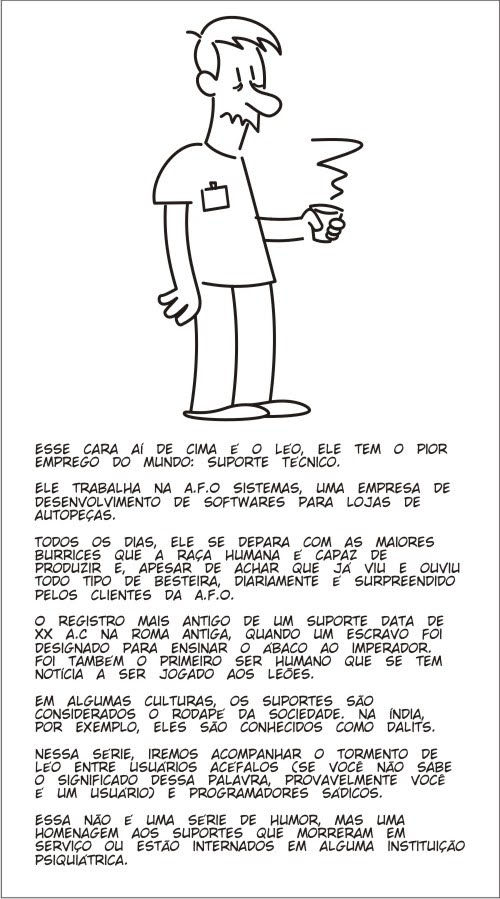 ESSE CARA AÍ DE CIMA É O LÉO, ELE TEM O PIOR
EMPREGO DO MUNDO: SUPORTE TÉCNICO.
ELE TRABALHA NA A.F.O SISTEMAS, UMA EMPRESA DE
DESENVOLVIMENTO DE SOFTWARES PARA LOJAS DE
AUTOPEÇAS.
TODOS OS DIAS, ELE SE DEPARA COM AS MAIORES
BURRICES QUE A RAÇA HUMANA É CAPAZ DE
PRODUZIR E, APESAR DE ACHAR QUE JÁ VIU E OUVIU
TODO TIPO DE BESTEIRA, DIARIAMENTE É SURPREENDIDO
PELOS CLIENTES DA A.F.O.
O REGISTRO MAIS ANTIGO DE UM SUPORTE DATA DE
XX A.C NA ROMA ANTIGA, QUANDO UM ESCRAVO FOI
DESIGNADO PARA ENSINAR O ÁBACO AO IMPERADOR.
FOI TAMBÉM O PRIMEIRO SER HUMANO QUE SE TEM
NOTÍCIA A SER JOGADO AOS LEÕES.
EM ALGUMAS CULTURAS, OS SUPORTES SÃO
CONSIDERADOS O RODAPÉ DA SOCIEDADE. NA ÍNDIA,
POR EXEMPLO, ELES SÃO CONHECIDOS COMO DALITS.
NESSA SÉRIE, IREMOS ACOMPANHAR O TORMENTO DE
LÉO ENTRE USUÁRIOS ACÉFALOS (SE VOCÊ NÃO SABE
O SIGNIFICADO DESSA PALAVRA, PROVAVELMENTE VOCÊ
É UM USUÁRIO) E PROGRAMADORES SÁDICOS.
ESSA NÃO É UMA SÉRIE DE HUMOR, MAS UMA
HOMENAGEM AOS SUPORTES QUE MORRERAM EM
SERVIÇO OU ESTÃO INTERNADOS EM ALGUMA INSTITUIÇÃO
PSIQUIÁTRICA.